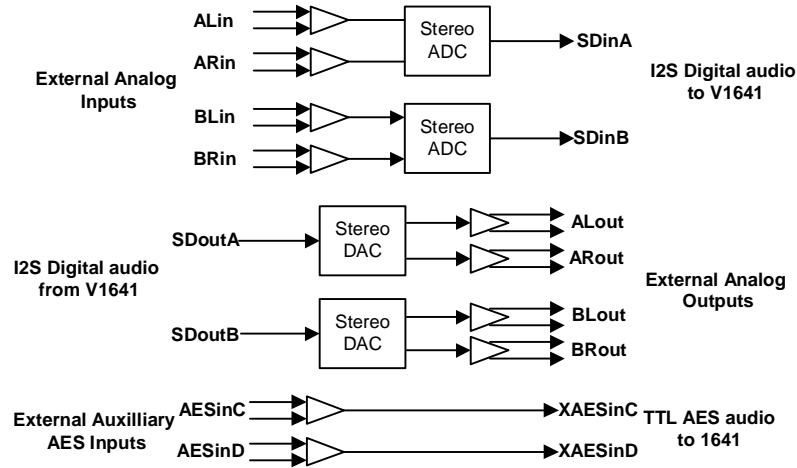 ALin
ARin
External Analog
Inputs
BLin
BRin
Stereo
ADC
Stereo
ADC
SDinA
SDinB
I2S Digital audio
to V1641
SDoutA
I2S Digital audio
from V1641
SDoutB
Stereo
DAC
Stereo
DAC
ALout
ARout
BLout
BRout
External Analog
Outputs
External Auxilliary
AES Inputs
AESinC
AESinD
XAESinC
XAESinD
TTL AES audio
to 1641